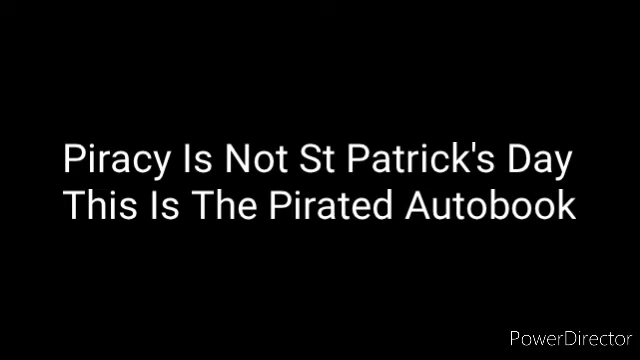 Piracy Is Not St Patrick's Day
This Is The Pirated Autobook
PowerDirector